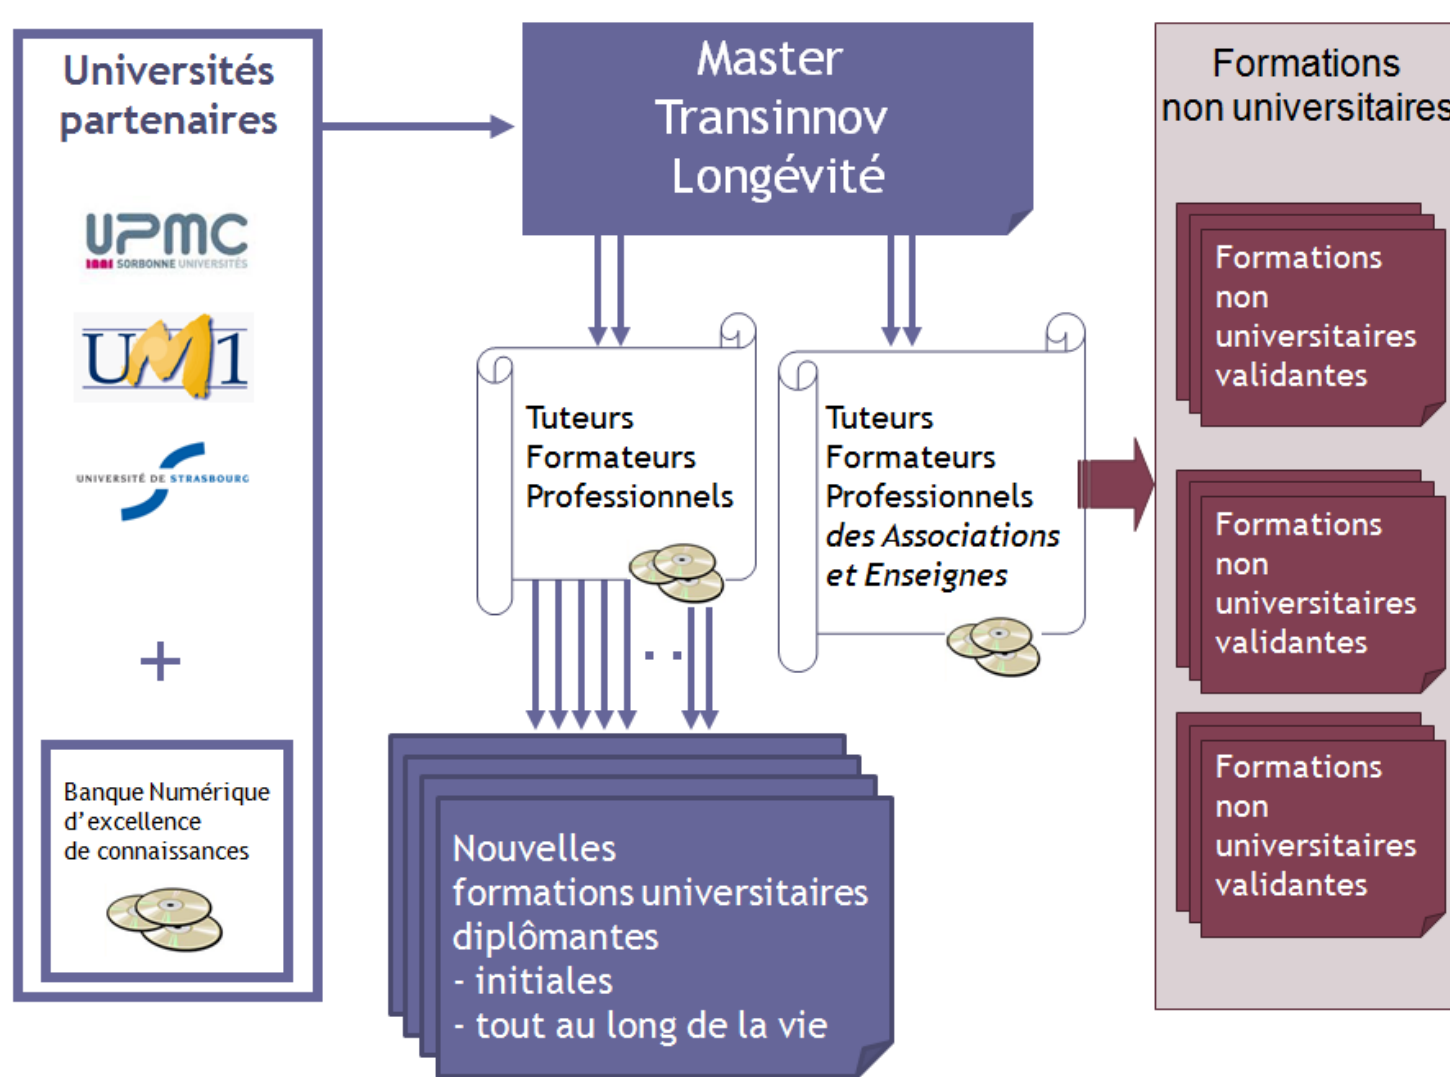 Universités
partenaires
UPMC
SORBONNE UNIVERSITÉS
UM1
UNIVERSITÉ DE STRASBOURG
+
Banque Numérique
d’excellence
de connaissances
Master
Transinnov
Longévité
Tuteurs
Formateurs
Professionnels
Tuteurs
Formateurs
Professionnels
des Associations
et Enseignes
. .
Nouvelles
formations universitaires
diplômantes
- initiales
- tout au long de la vie
Formations
non universitaires
Formations
non
universitaires
validantes
Formations
non
universitaires
validantes
Formations
non
universitaires
validantes